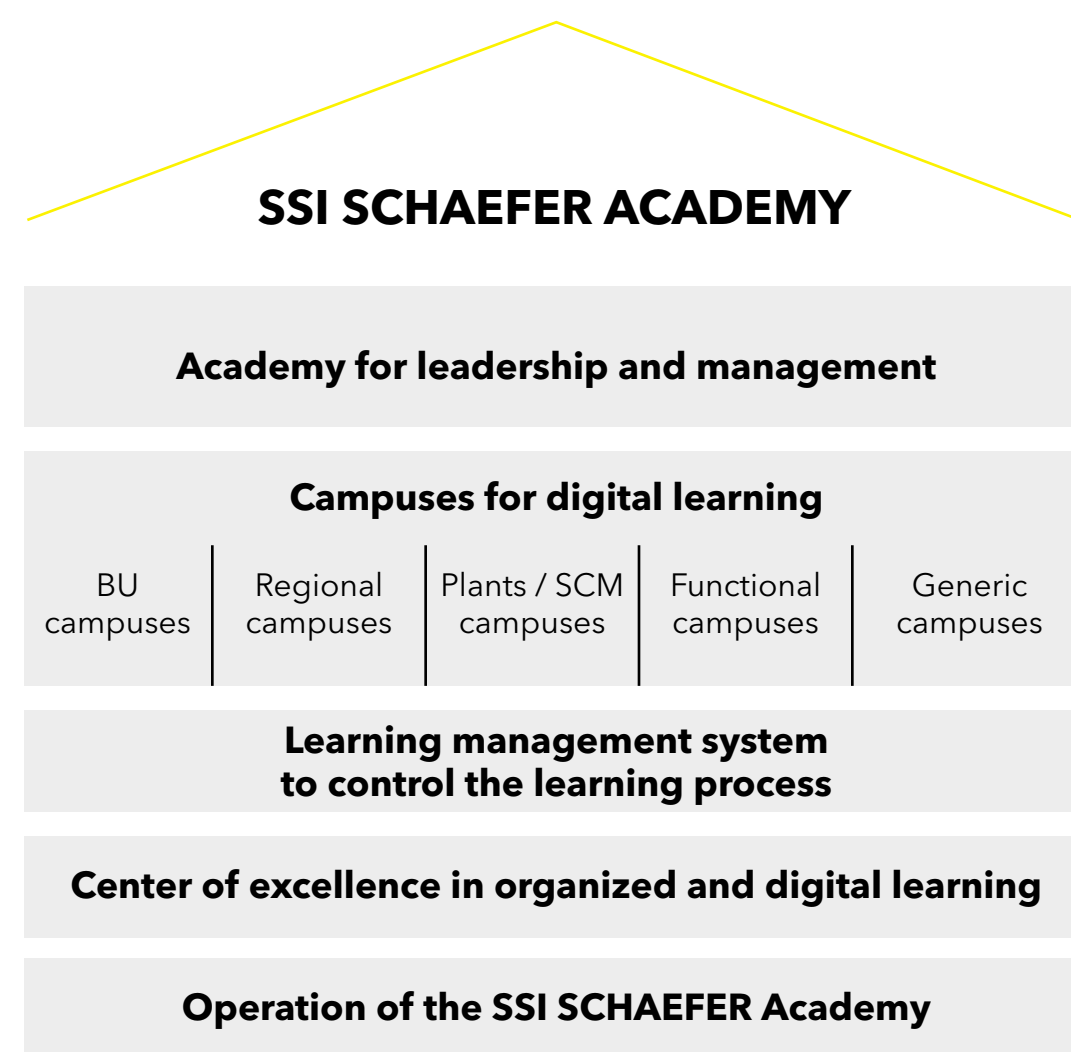 SSI SCHAEFER ACADEMY
Academy for leadership and management
Campuses for digital learning
BU
campuses
Regional
campuses
Plants / SCM
campuses
Functional
campuses
Generic
campuses
Learning management system
to control the learning process
Center of excellence in organized and digital learning
Operation of the SSI SCHAEFER Academy